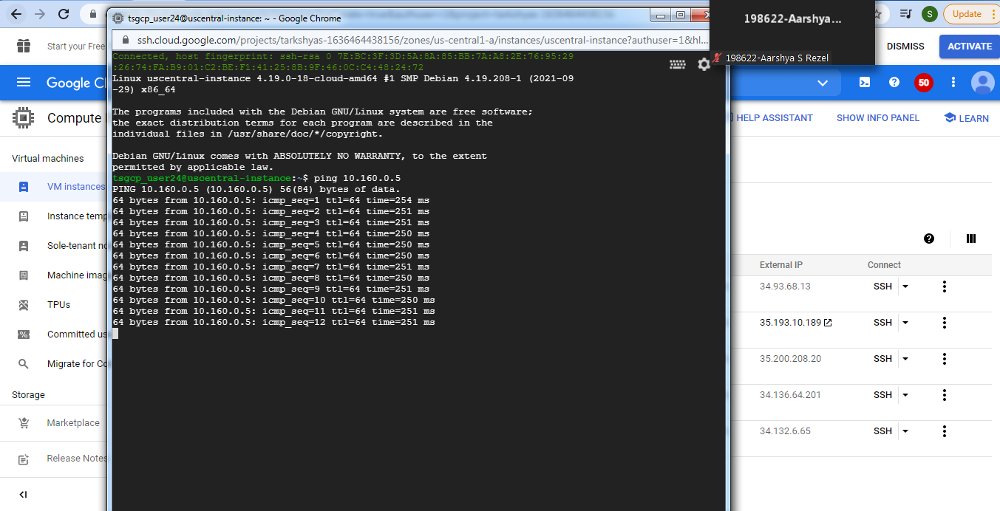 tsgcp_user24@uscentral-instance: ~ - Google Chrome
ssh.cloud.google.com/projects/tarkshyas-1636464438156/zones/us-central1-a/instances/uscentral-instance?authuser=1&hl...
198622-Aarshya...
198622-Aarshya S Rezel
S
Update
Start your Free
DISMISS
ACTIVATE
Google Cl
50
Compute
HELP ASSISTANT
SHOW INFO PANEL
LEARN
Virtual machines
VM instances
Instance temp
Sole-tenant no
Machine imag
TPUs
Committed us
Migrate for Co
Storage
Marketplace
Release Notes
Connected, host fingerprint: ssh-rsa 0 7E:BC:3F:3D:5A:8A:85:BB:7A:A8:2E:76:95:29
:26:74:FA:B9:01:C2:BE:F1:41:25:8B:9F:46:0C:C4:48:24:72
Linux uscentral-instance 4.19.0-18-cloud-amd64 #1 SMP Debian 4.19.208-1 (2021-09
-29) x86_64
The programs included with the Debian GNU/Linux system are free software;
the exact distribution terms for each program are described in the
individual files in /usr/share/doc/*/copyright.
Debian GNU/Linux comes with ABSOLUTELY NO WARRANTY, to the extent
permitted by applicable law.
tsgcp_user24@uscentral-instance:~$ ping 10.160.0.5
PING 10.160.0.5 (10.160.0.5) 56(84) bytes of data.
64 bytes from 10.160.0.5: icmp_seq=1 ttl=64 time=254 ms
64 bytes from 10.160.0.5: icmp_seq=2 ttl=64 time=251 ms
64 bytes from 10.160.0.5: icmp_seq=3 ttl=64 time=251 ms
64 bytes from 10.160.0.5: icmp_seq=4 ttl=64 time=250 ms
64 bytes from 10.160.0.5: icmp_seq=5 ttl=64 time=250 ms
64 bytes from 10.160.0.5: icmp_seq=6 ttl=64 time=250 ms
64 bytes from 10.160.0.5: icmp_seq=7 ttl=64 time=251 ms
64 bytes from 10.160.0.5: icmp_seq=8 ttl=64 time=250 ms
64 bytes from 10.160.0.5: icmp_seq=9 ttl=64 time=251 ms
64 bytes from 10.160.0.5: icmp_seq=10 ttl=64 time=250 ms
64 bytes from 10.160.0.5: icmp_seq=11 ttl=64 time=251 ms
64 bytes from 10.160.0.5: icmp_seq=12 ttl=64 time=251 ms
External IP Connect
34.93.68.13 SSH
35.193.10.189 SSH
35.200.208.20 SSH
34.136.64.201 SSH
34.132.6.65 SSH